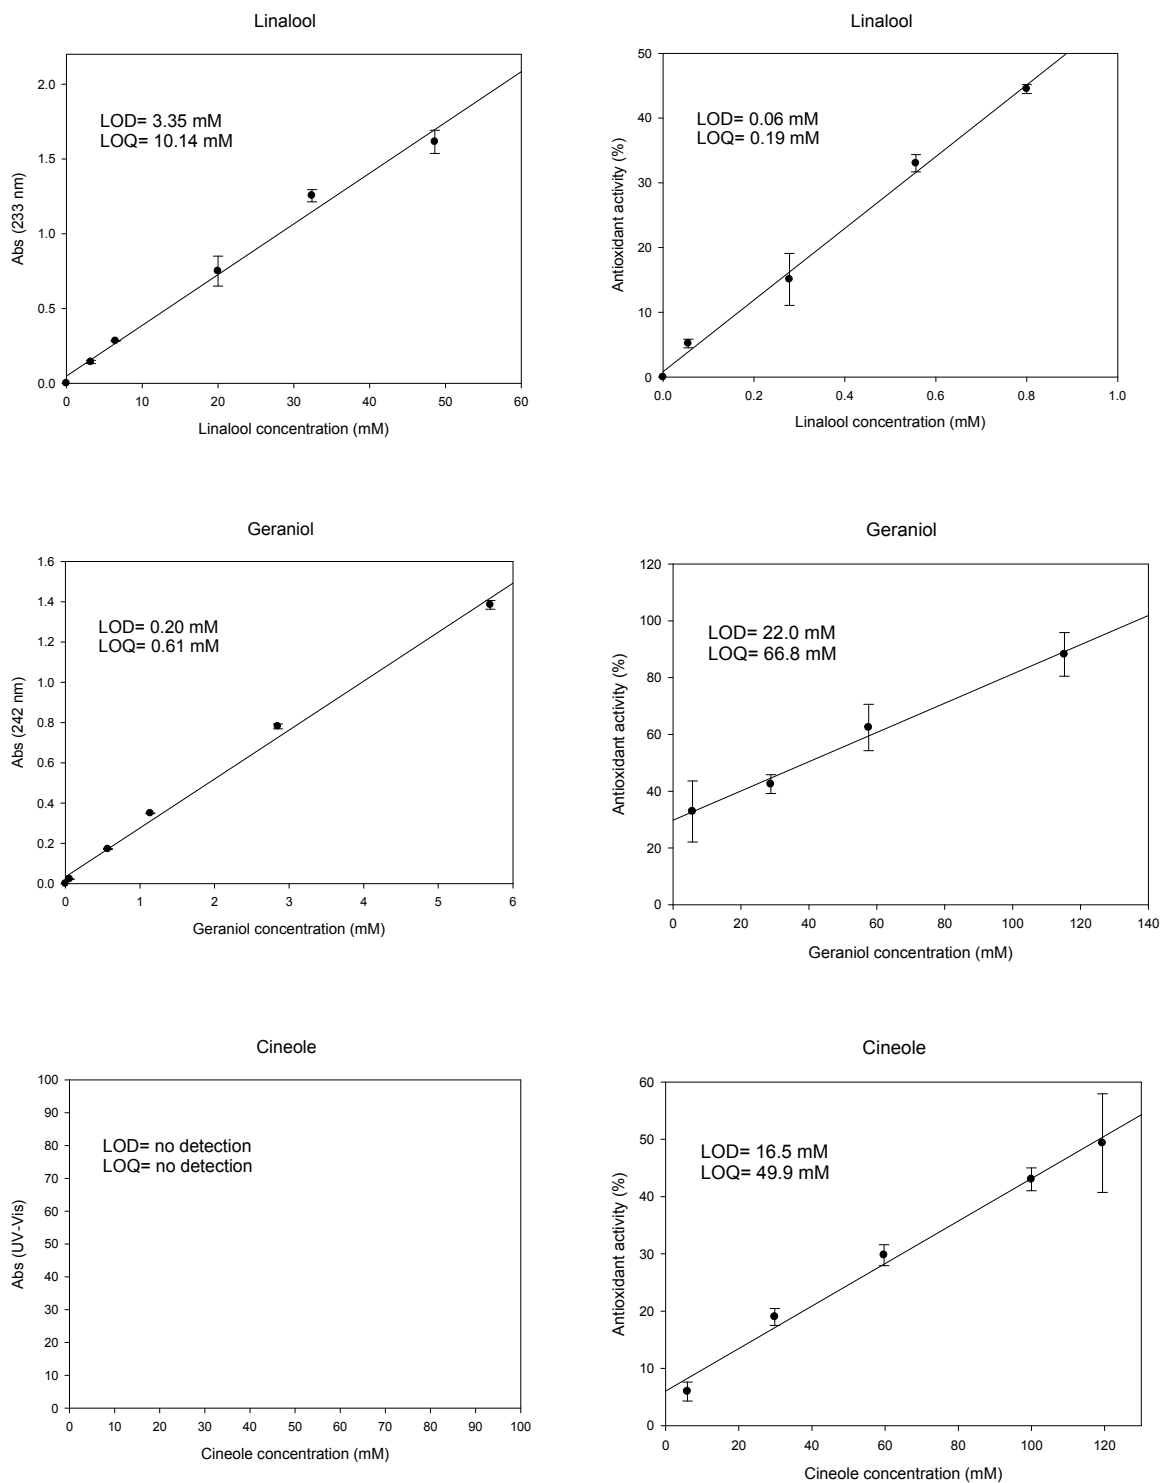 Linalool
LOD= 3.35 mM
LOQ= 10.14 mM
Abs (233 nm)
2.0
1.5
1.0
0.5
0.0
0 10 20 30 40 50 60
Linalool concentration (mM)
Linalool
LOD= 0.06 mM
LOQ= 0.19 mM
Antioxidant activity (%)
50
40
30
20
10
0
0.0 0.2 0.4 0.6 0.8 1.0
Linalool concentration (mM)
Geraniol
LOD= 0.20 mM
LOQ= 0.61 mM
Abs (242 nm)
1.6
1.4
1.2
1.0
0.8
0.6
0.4
0.2
0.0
0 1 2 3 4 5 6
Geraniol concentration (mM)
Geraniol
LOD= 22.0 mM
LOQ= 66.8 mM
Antioxidant activity (%)
120
100
80
60
40
20
0
0 20 40 60 80 100 120 140
Geraniol concentration (mM)
Cineole
LOD= no detection
LOQ= no detection
Abs (UV-Vis)
100
90
80
70
60
50
40
30
20
10
0
0 10 20 30 40 50 60 70 80 90 100
Cineole concentration (mM)
Cineole
LOD= 16.5 mM
LOQ= 49.9 mM
Antioxidant activity (%)
60
50
40
30
20
10
0
0 20 40 60 80 100 120
Cineole concentration (mM)